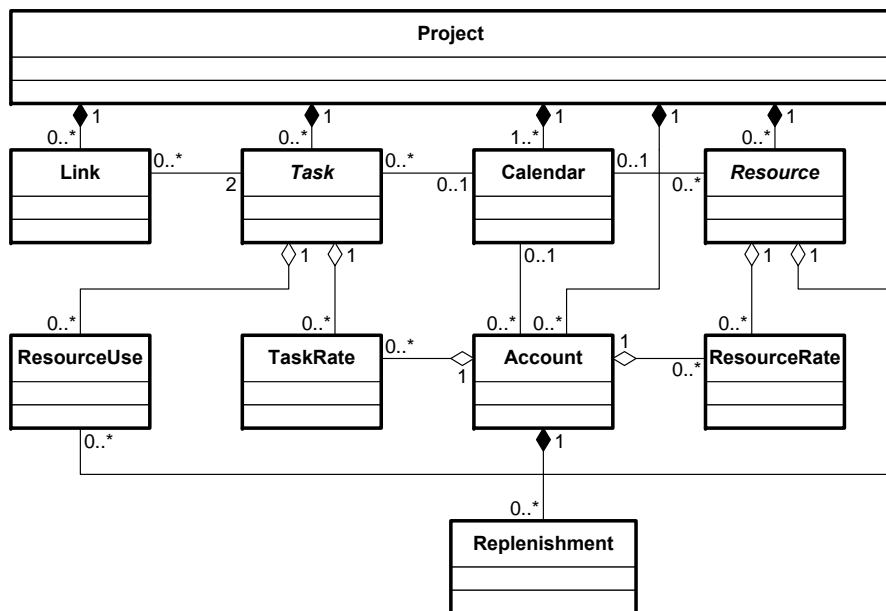 Project
1 1 1 1 1
0..* 0..* 1..* 0..*
Link Task Calendar Resource
0..* 2 0..* 0..1 0..1 0..*
1 1 0..1 1 1
0..* 0..* 0..* 0..* 0..*
ResourceUse TaskRate Account ResourceRate
0..* 1 1 0..*
0..* 1
0..*
Replenishment